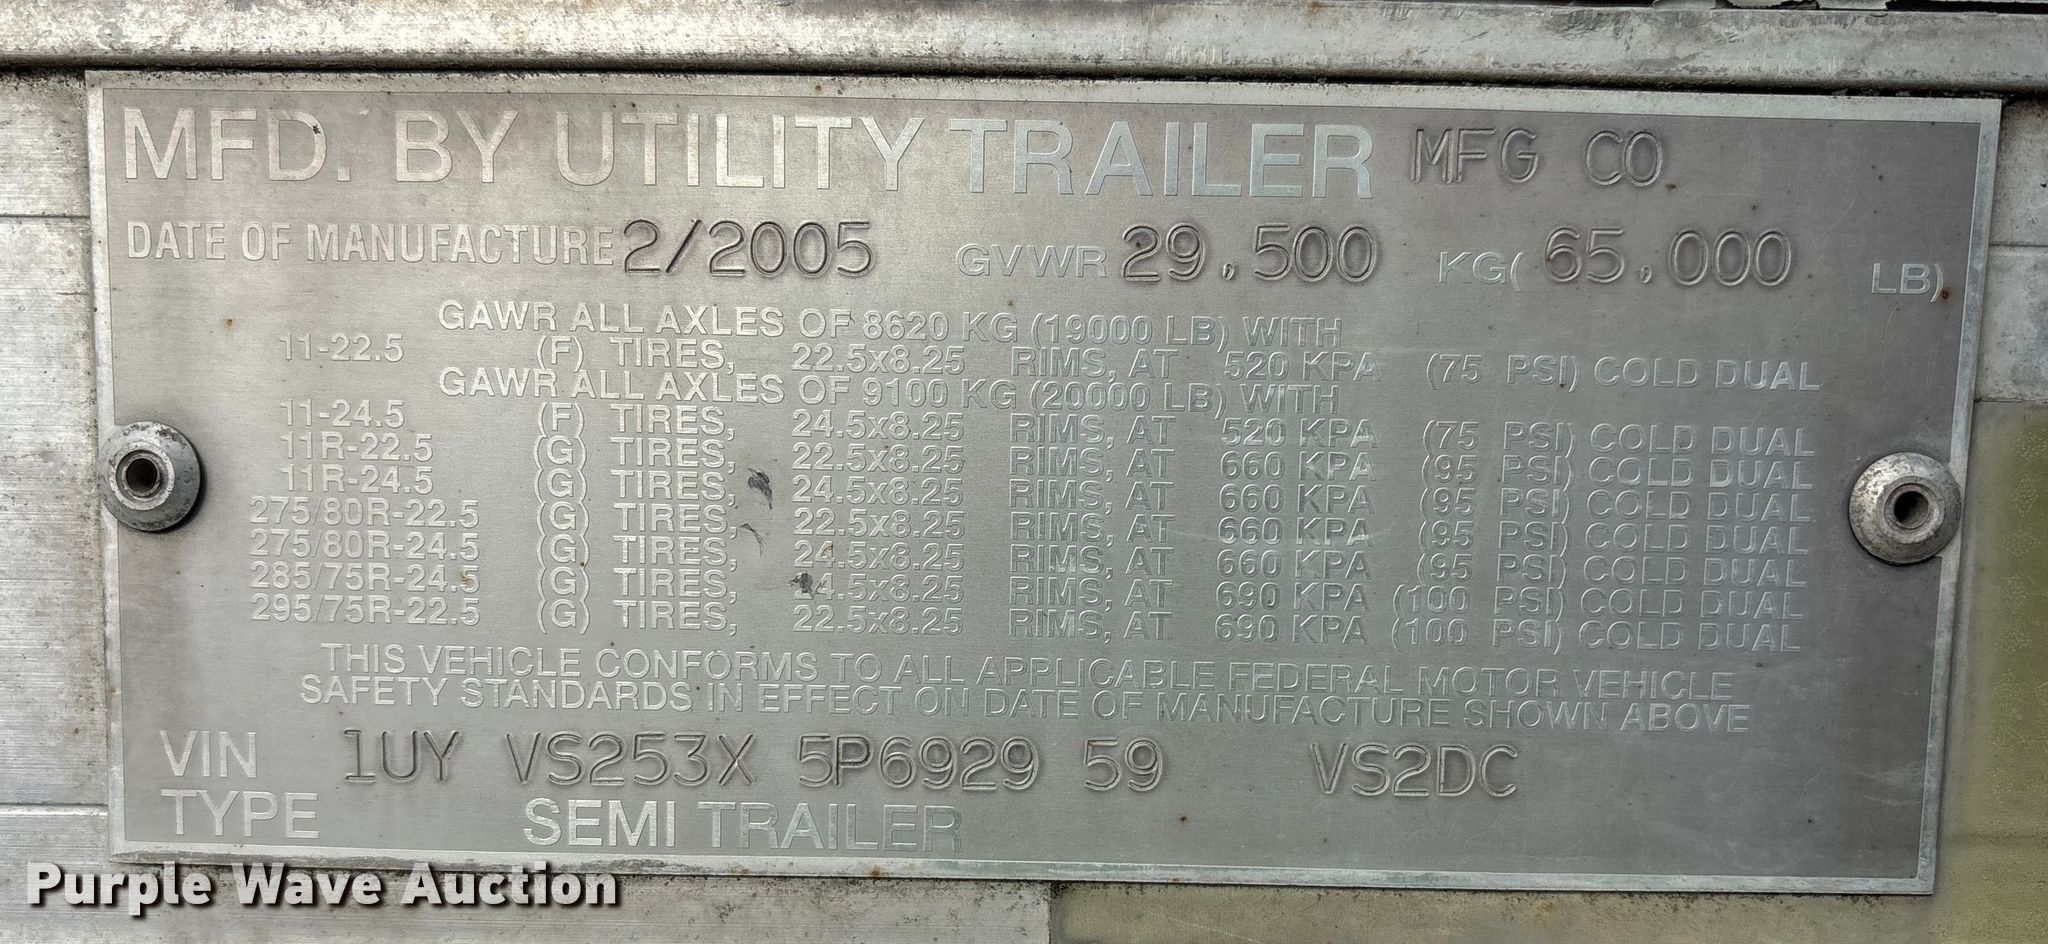 MFD. BY UTILITY TRAILER MFG CO
DATE OF MANUFACTURE 2/2005 GVWR 29,500 KG( 65,000 LB)
GAWR ALL AXLES OF 8620 KG (19000 LB) WITH
11-22.5 (F) TIRES, 22.5x8.25 RIMS, AT 520 KPA (75 PSI) COLD DUAL
GAWR ALL AXLES OF 9100 KG (20000 LB) WITH
11-24.5 (F) TIRES, 24.5x8.25 RIMS, AT 520 KPA (75 PSI) COLD DUAL
11R-22.5 (G) TIRES, 22.5x8.25 RIMS, AT 660 KPA (95 PSI) COLD DUAL
11R-24.5 (G) TIRES, 24.5x8.25 RIMS, AT 660 KPA (95 PSI) COLD DUAL
275/80R-22.5 (G) TIRES, 22.5x8.25 RIMS, AT 660 KPA (95 PSI) COLD DUAL
275/80R-24.5 (G) TIRES, 24.5x8.25 RIMS, AT 660 KPA (95 PSI) COLD DUAL
285/75R-24.5 (G) TIRES, 24.5x8.25 RIMS, AT 690 KPA (100 PSI) COLD DUAL
295/75R-22.5 (G) TIRES, 22.5x8.25 RIMS, AT 690 KPA (100 PSI) COLD DUAL
THIS VEHICLE CONFORMS TO ALL APPLICABLE FEDERAL MOTOR VEHICLE
SAFETY STANDARDS IN EFFECT ON DATE OF MANUFACTURE SHOWN ABOVE
VIN 1UY VS253X 5P6929 59 VS2DC
TYPE SEMI TRAILER
Purple Wave Auction